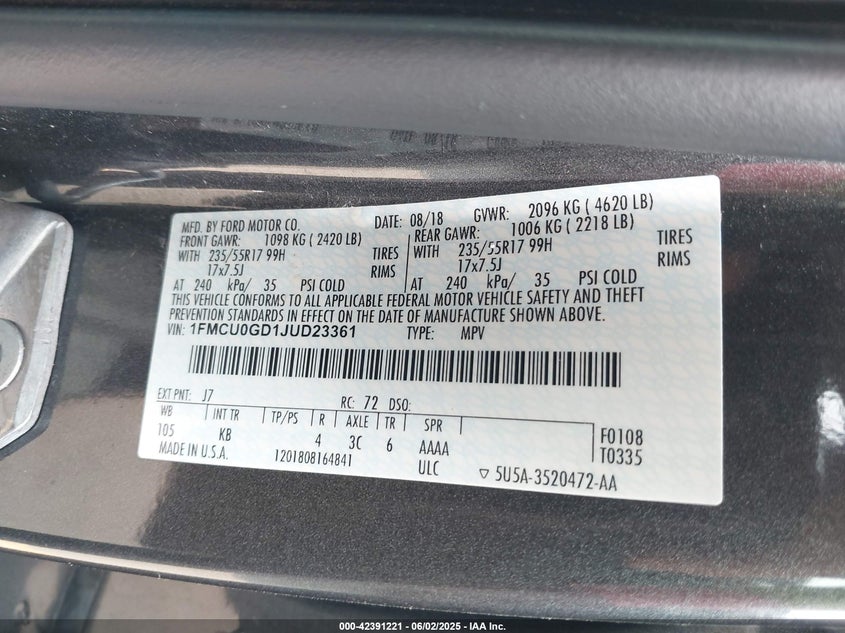 MFD. BY FORD MOTOR CO. DATE: 08/18 GVWR: 2096 KG ( 4620 LB)
FRONT GAWR: 1098 KG ( 2420 LB) REAR GAWR: 1006 KG ( 2218 LB)
WITH 235/55R17 99H TIRES WITH 235/55R17 99H TIRES
17x7.5J RIMS 17x7.5J RIMS
AT 240 kPa/ 35 PSI COLD AT 240 kPa/ 35 PSI COLD
THIS VEHICLE CONFORMS TO ALL APPLICABLE FEDERAL MOTOR VEHICLE SAFETY AND THEFT
PREVENTION STANDARDS IN EFFECT ON THE DATE OF MANUFACTURE SHOWN ABOVE.
VIN: 1FMCU0GD1JUD23361 TYPE: MPV
EXT PNT: J7 RC: 72 DSO:
WB INT TR TP/PS R AXLE TR SPR
105 KB 4 3C 6 AAAA F0108
MADE IN U.S.A. 1201808164841 ULC T0335
5U5A-3520472-AA
000-42391221 - 06/02/2025 - IAA Inc.